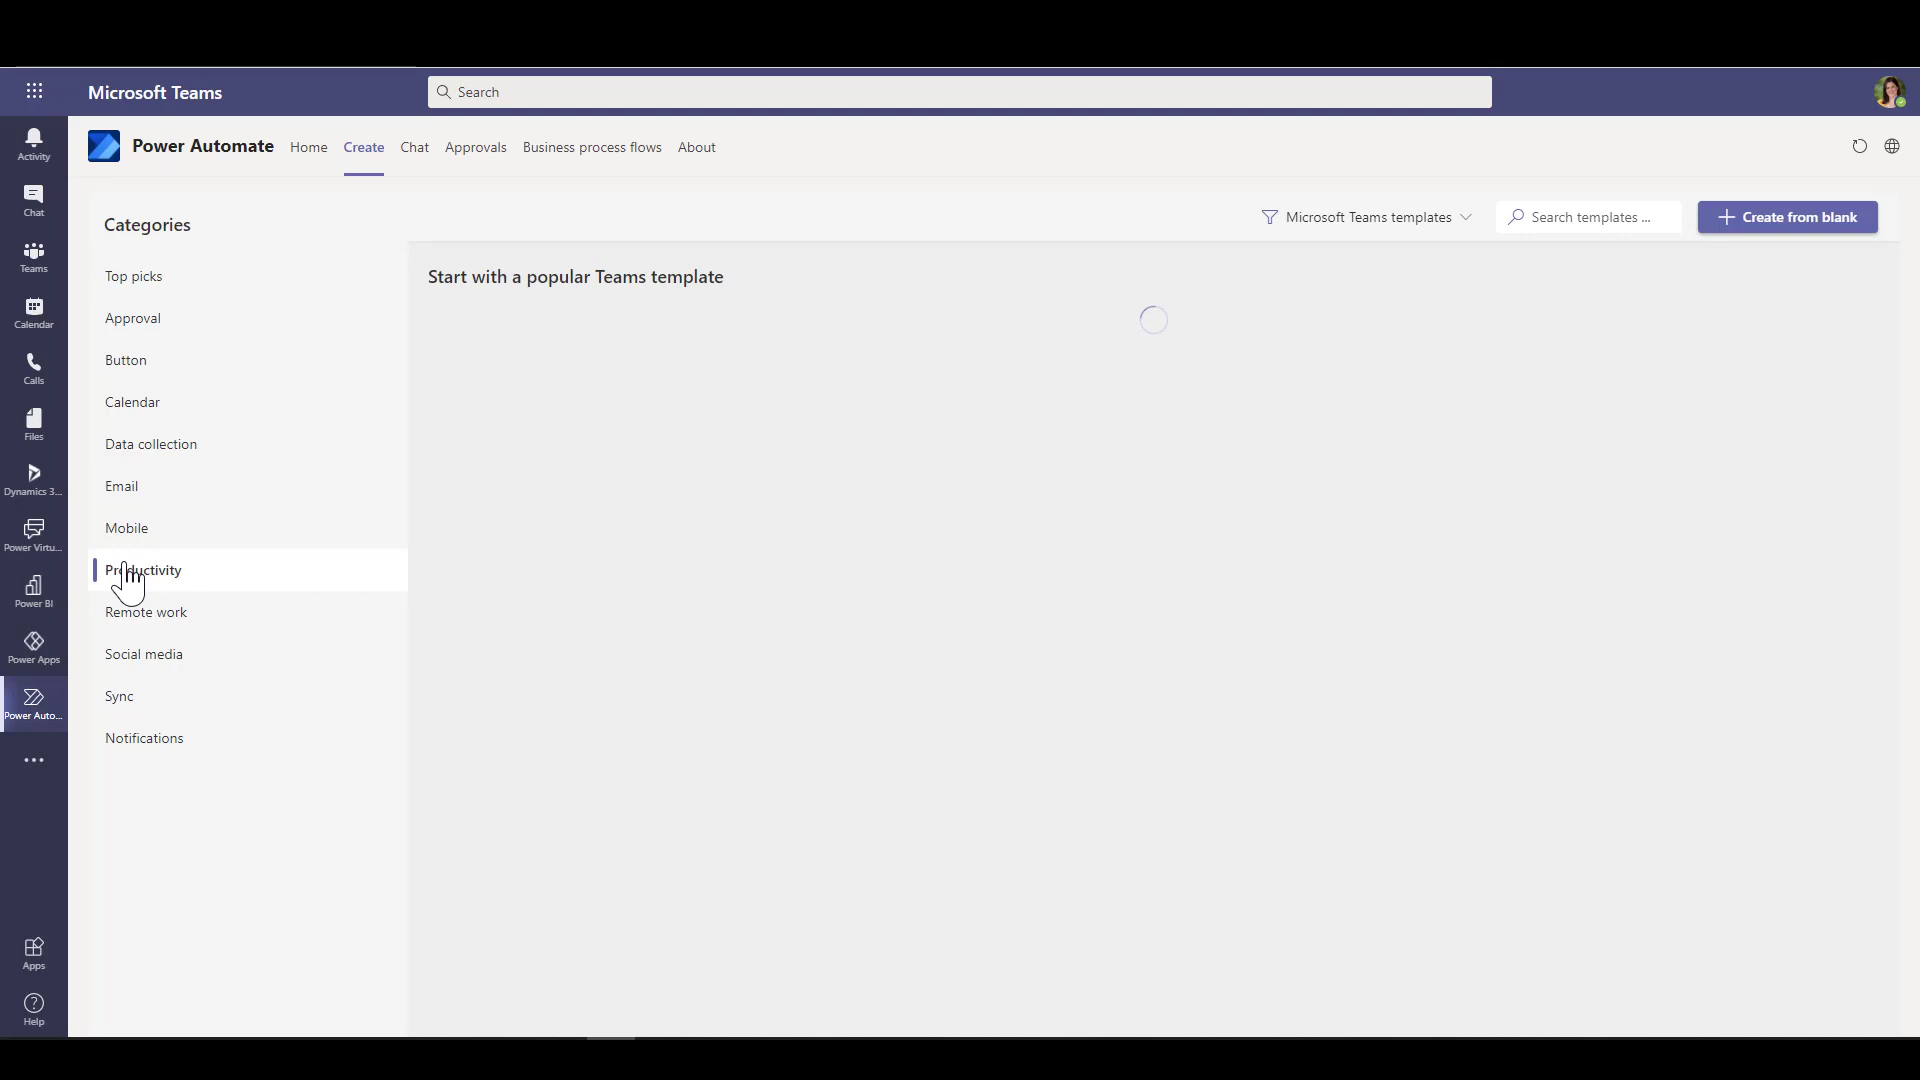 Microsoft Teams
Search
Activity
Chat
Teams
Calendar
Calls
Files
Dynamics 3...
Power Virtu...
Power BI
Power Apps
Power Auto...
Apps
Help
Power Automate
Home
Create
Chat
Approvals
Business process flows
About
Categories
Top picks
Approval
Button
Calendar
Data collection
Email
Mobile
Productivity
Remote work
Social media
Sync
Notifications
Microsoft Teams templates
Search templates ...
Create from blank
Start with a popular Teams template